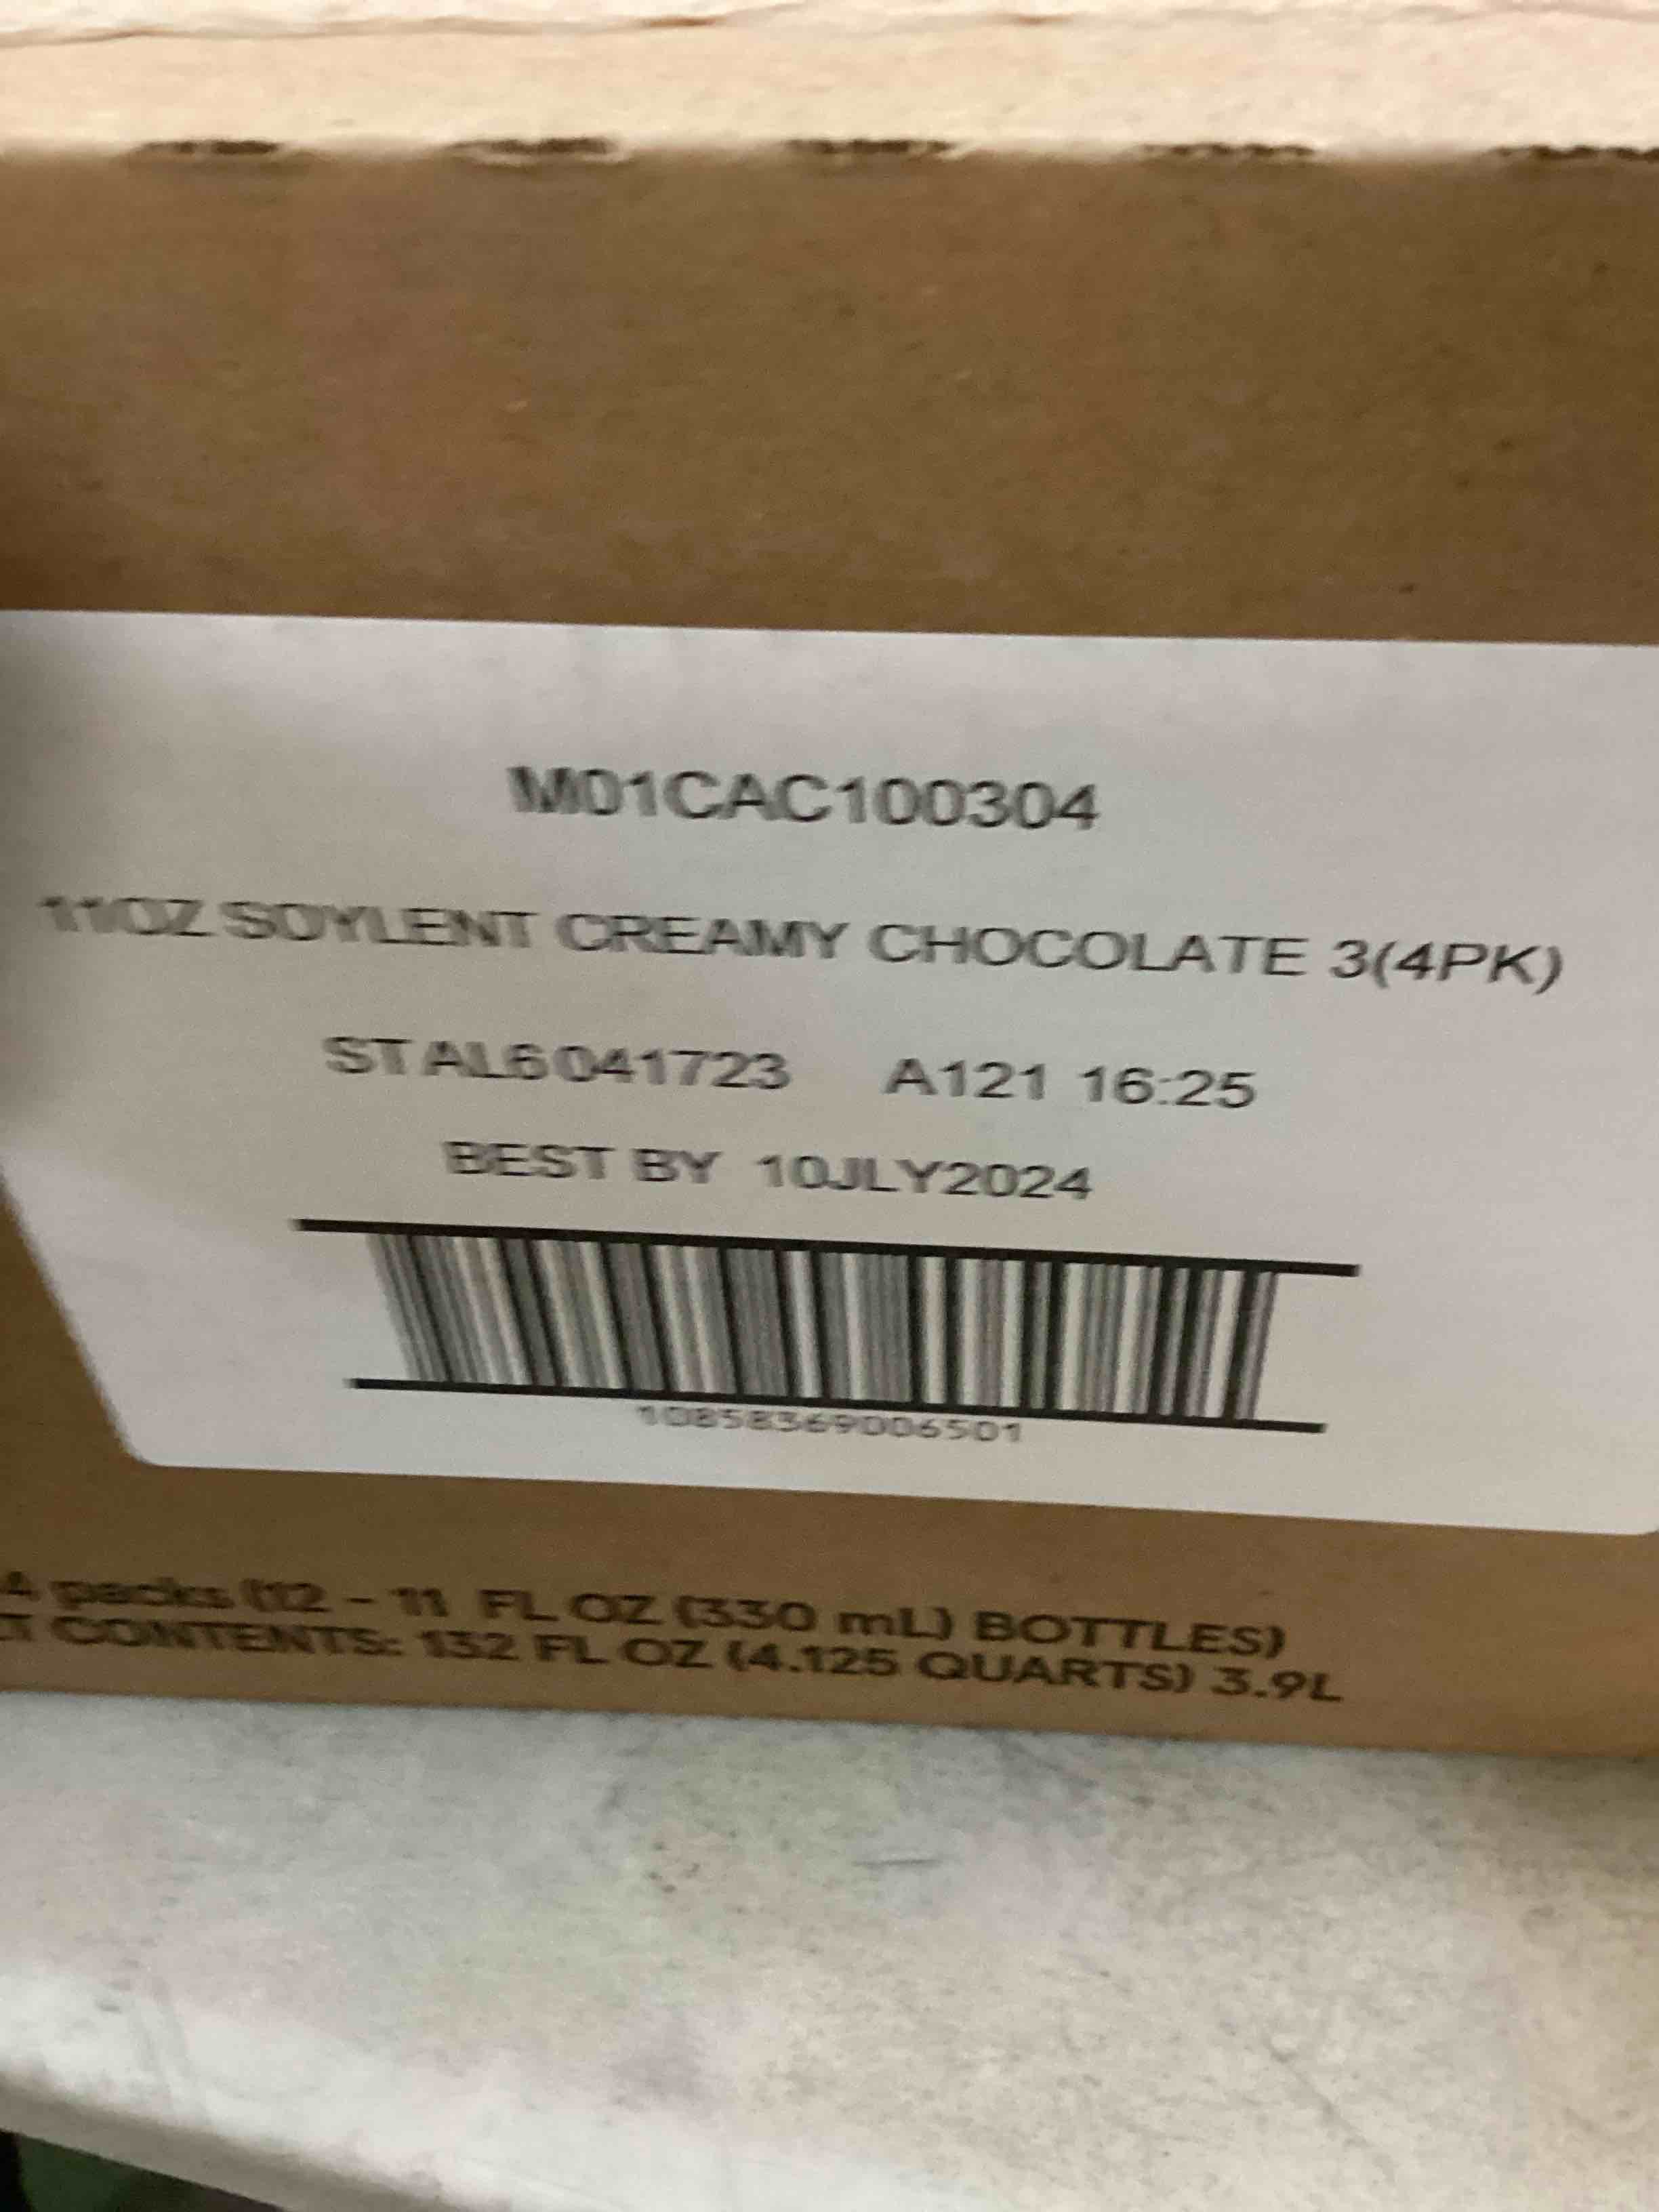 M01CAC100304
11OZ SOYLENT CREAMY CHOCOLATE 3(4PK)
STAL6041723 A121 16:25
BEST BY 10JLY2024
10858369006501
4 packs (12 - 11 FL OZ (330 mL) BOTTLES)
CONTENTS: 132 FL OZ (4.125 QUARTS) 3.9L